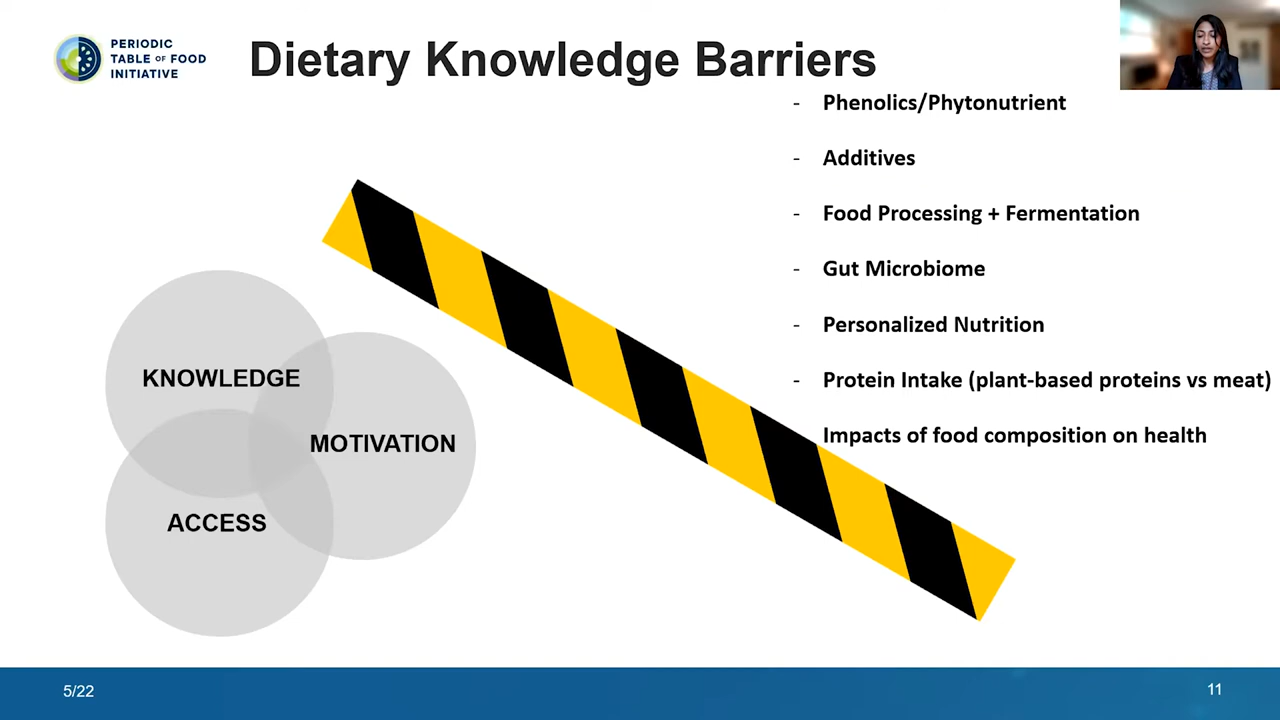 PERIODIC
TABLE OF FOOD
INITIATIVE
Dietary Knowledge Barriers
- Phenolics/Phytonutrient
- Additives
- Food Processing + Fermentation
- Gut Microbiome
- Personalized Nutrition
- Protein Intake (plant-based proteins vs meat)
Impacts of food composition on health
KNOWLEDGE
MOTIVATION
ACCESS
5/22
11